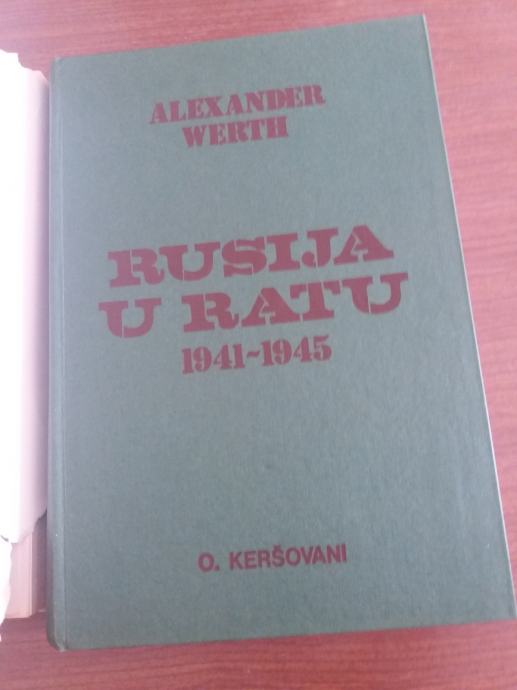 ALEXANDER
WERTH
RUSIJA
U RATU
1941-1945
O. KERŠOVANI